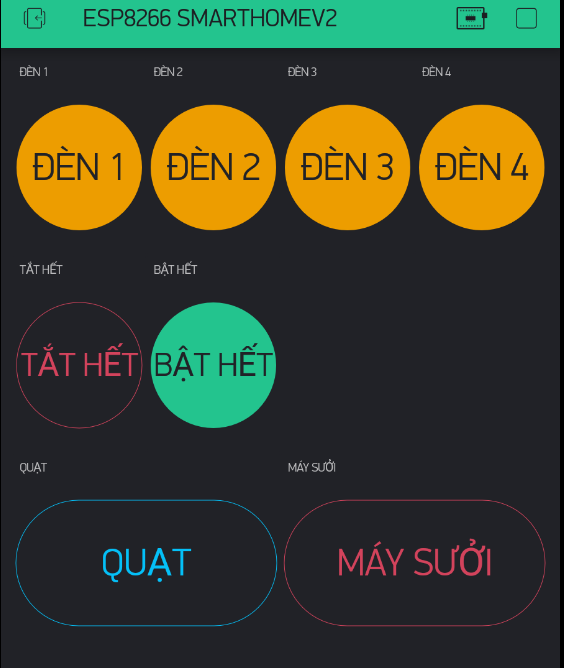 ESP8266 SMARTHOMEV2
ĐÈN 1 ĐÈN 2 ĐÈN 3 ĐÈN 4
ĐÈN 1 ĐÈN 2 ĐÈN 3 ĐÈN 4
TẮT HẾT BẬT HẾT
TẮT HẾT BẬT HẾT
QUẠT MÁY SƯỞI
QUẠT MÁY SƯỞI